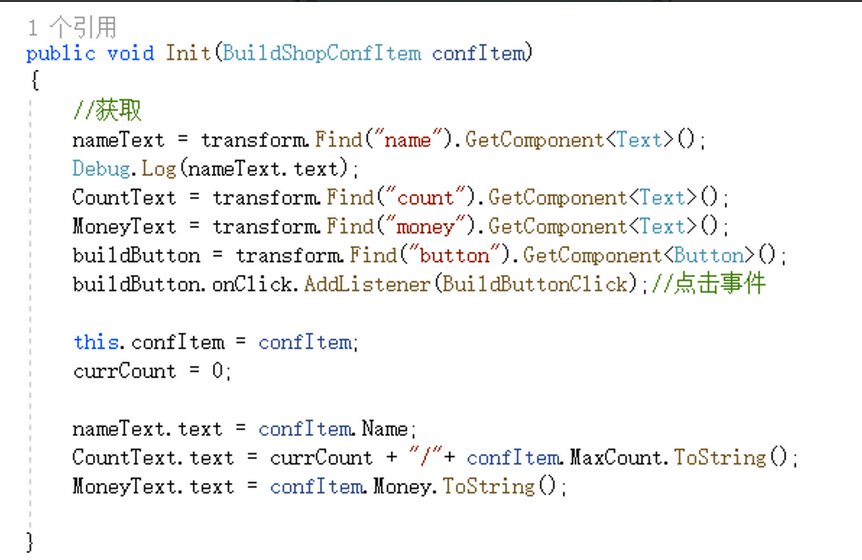 1 个引用
public void Init(BuildShopConfItem confItem)
{
//获取
nameText = transform.Find("name").GetComponent<Text>();
Debug.Log(nameText.text);
CountText = transform.Find("count").GetComponent<Text>();
MoneyText = transform.Find("money").GetComponent<Text>();
buildButton = transform.Find("button").GetComponent<Button>();
buildButton.onClick.AddListener(BuildButtonClick);//点击事件
this.confItem = confItem;
currCount = 0;
nameText.text = confItem.Name;
CountText.text = currCount + "/"+ confItem.MaxCount.ToString();
MoneyText.text = confItem.Money.ToString();
}